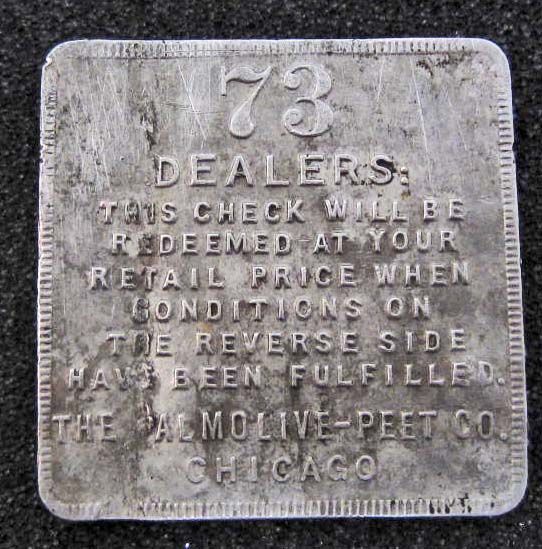 73
DEALERS:
THIS CHECK WILL BE
REDEEMED AT YOUR
RETAIL PRICE WHEN
CONDITIONS ON
THE REVERSE SIDE
HAVE BEEN FULFILLED.
THE PALMOLIVE-PEET CO.
CHICAGO